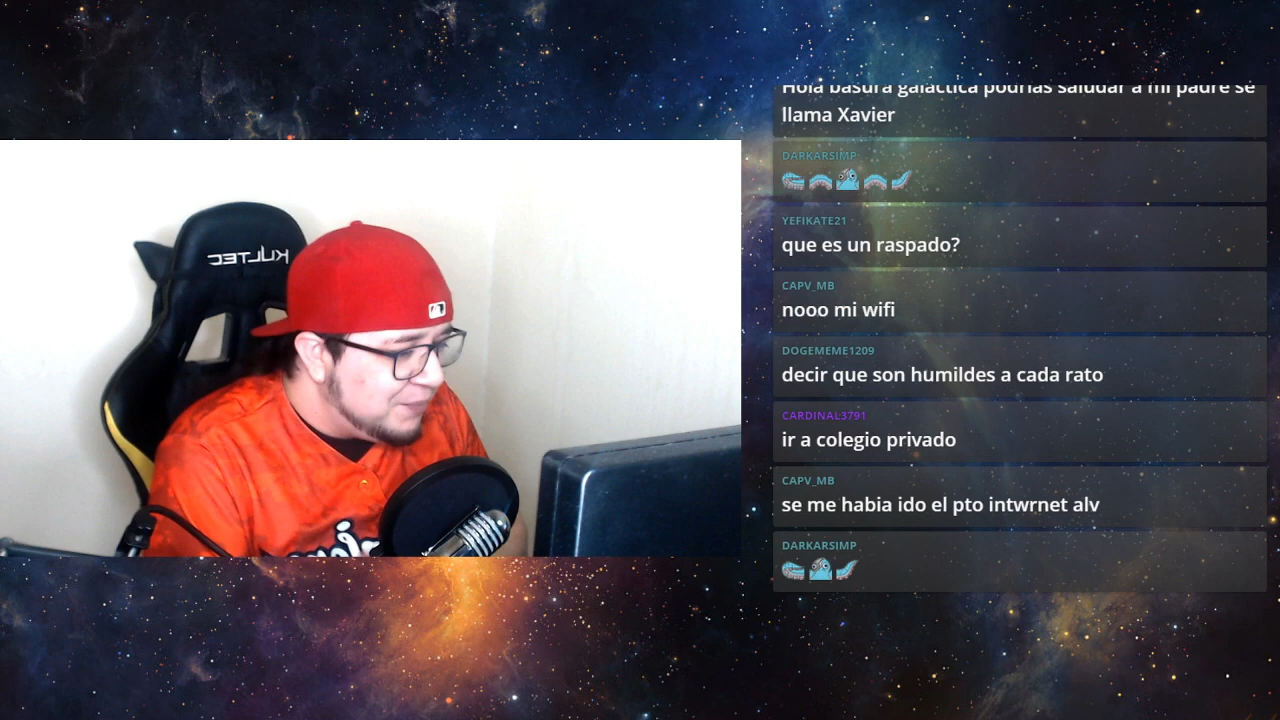 KULTEC
Hola basura galactica podrias saludar a mi padre se
llama Xavier
DARKARSIMP
YEFIKATE21
que es un raspado?
CAPV_MB
nooo mi wifi
DOGEMEME1209
decir que son humildes a cada rato
CARDINAL3791
ir a colegio privado
CAPV_MB
se me habia ido el pto intwrnet alv
DARKARSIMP